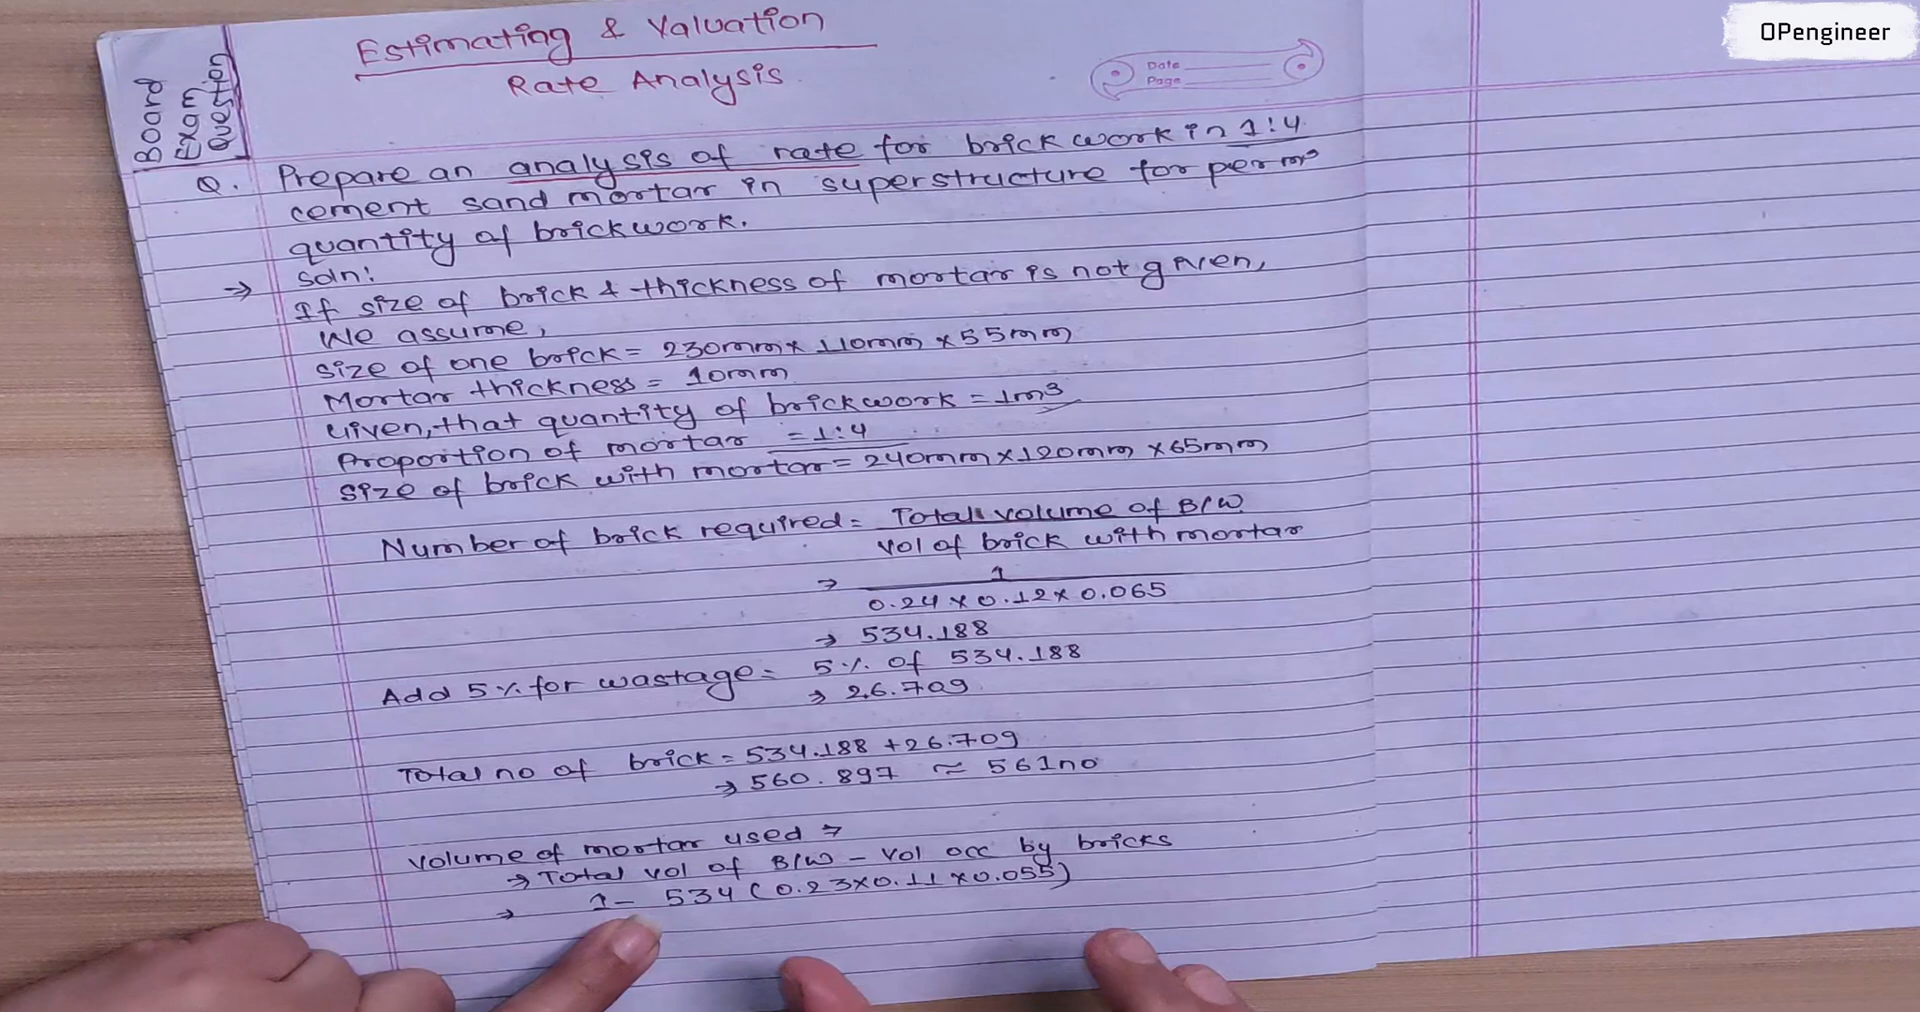 OPengineer
Board
Exam
Question
Estimating & Valuation
Rate Analysis
Date
Page
Q. Prepare an analysis of rate for brick work in 1:4
cement sand mortar in superstructure for per m³
quantity of brickwork.
→ Soln:
If size of brick & thickness of mortar is not given,
We assume,
Size of one brick = 230mm x 110mm x 55mm
Mortar thickness = 10mm
Given, that quantity of brickwork = 1m³
Proportion of mortar = 1:4
Size of brick with mortar = 240mm x 120mm x 65mm
Number of brick required = Total volume of B/W
Vol of brick with mortar
→ 1
0.24 x 0.12 x 0.065
→ 534.188
Add 5% for wastage = 5% of 534.188
→ 26.709
Total no of brick = 534.188 + 26.709
→ 560.897 ≈ 561no
Volume of mortar used →
→ Total vol of B/W - Vol occ by bricks
→ 1 - 534 (0.23x0.11x0.055)